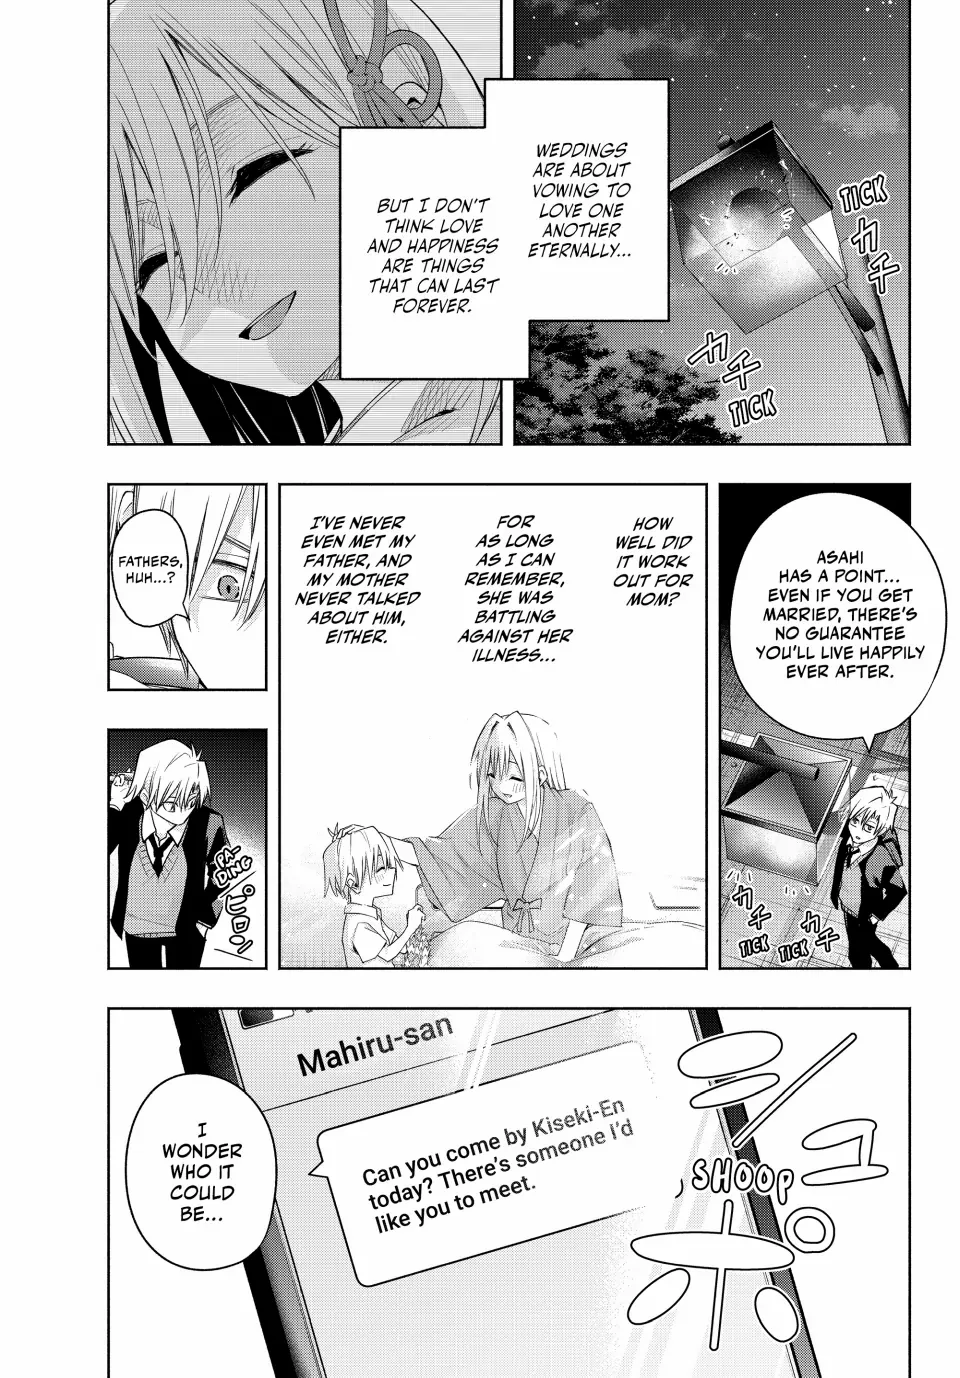 WEDDINGS
ARE ABOUT
VOWING TO
LOVE ONE
ANOTHER
ETERNALLY...
TICK
カチ
カチ
TICK
BUT I DON'T
THINK LOVE
AND HAPPINESS
ARE THINGS
THAT CAN LAST
FOREVER.
ASAHI
HAS A POINT...
EVEN IF YOU GET
MARRIED, THERE'S
NO GUARANTEE
YOU'LL LIVE HAPPILY
EVER AFTER.
カチ
TICK
カチ
TICK
HOW
WELL DID
IT WORK
OUT FOR
MOM?
FOR
AS LONG
AS I CAN
REMEMBER,
SHE WAS
BATTLING
AGAINST HER
ILLNESS...
I'VE NEVER
EVEN MET MY
FATHER, AND
MY MOTHER
NEVER TALKED
ABOUT HIM,
EITHER.
FATHERS,
HUH...?
PA-
DING
ピロン
シュポ
SHOOP
Mahiru-san
Can you come by Kiseki-En
today? There's someone I'd
like you to meet.
I
WONDER
WHO IT
COULD
BE...